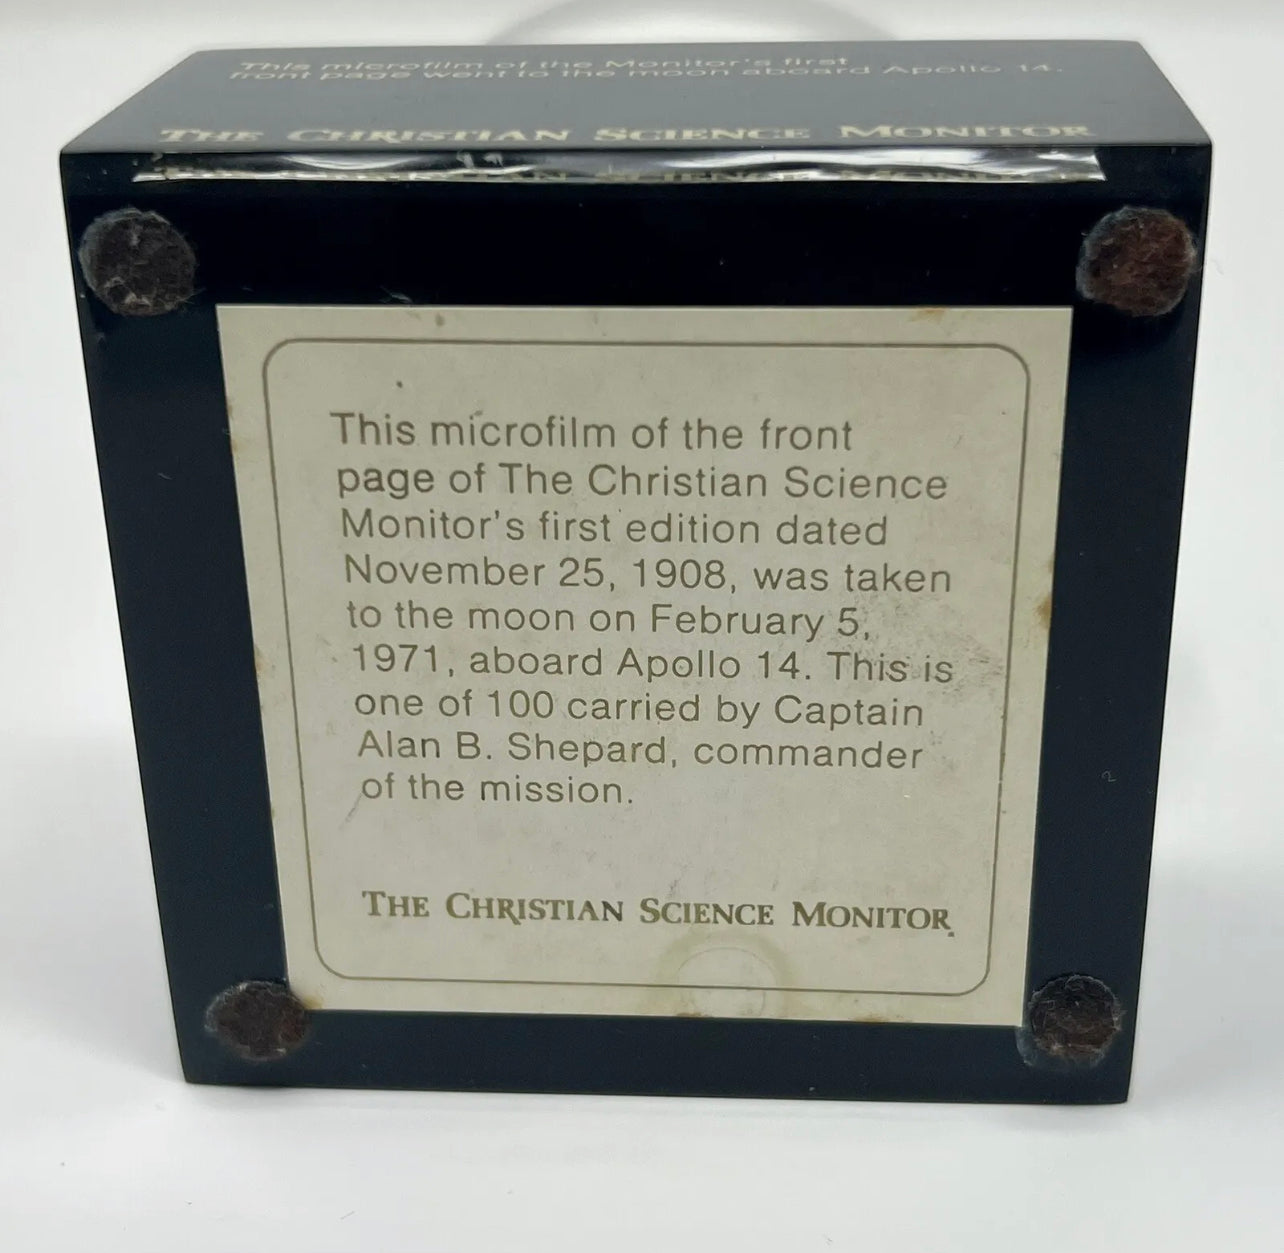 This microfilm of the Monitor's first
front page went to the moon aboard Apollo 14.
THE CHRISTIAN SCIENCE MONITOR
This microfilm of the front
page of The Christian Science
Monitor's first edition dated
November 25, 1908, was taken
to the moon on February 5,
1971, aboard Apollo 14. This is
one of 100 carried by Captain
Alan B. Shepard, commander
of the mission.
THE CHRISTIAN SCIENCE MONITOR